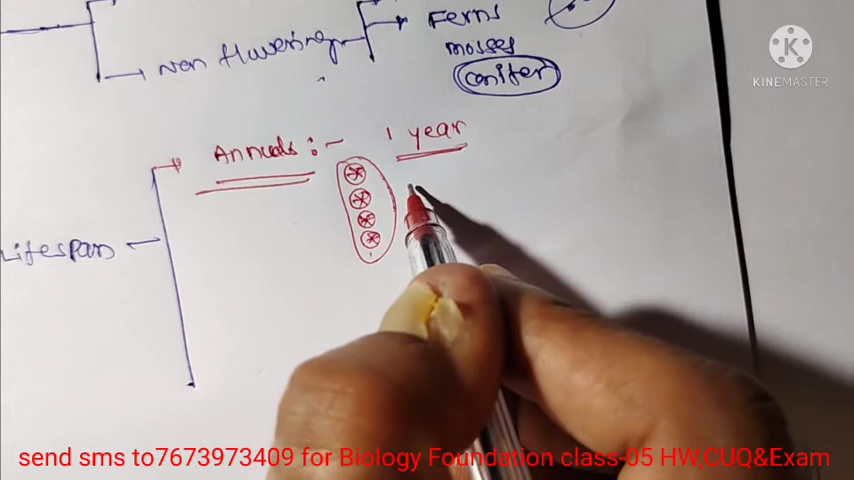 Ferns
Non flowering
mosses
conifer
KINEMASTER
Annuals :- 1 year
Lifespan
send sms to7673973409 for Biology Foundation class-05 HW,CUQ&Exam